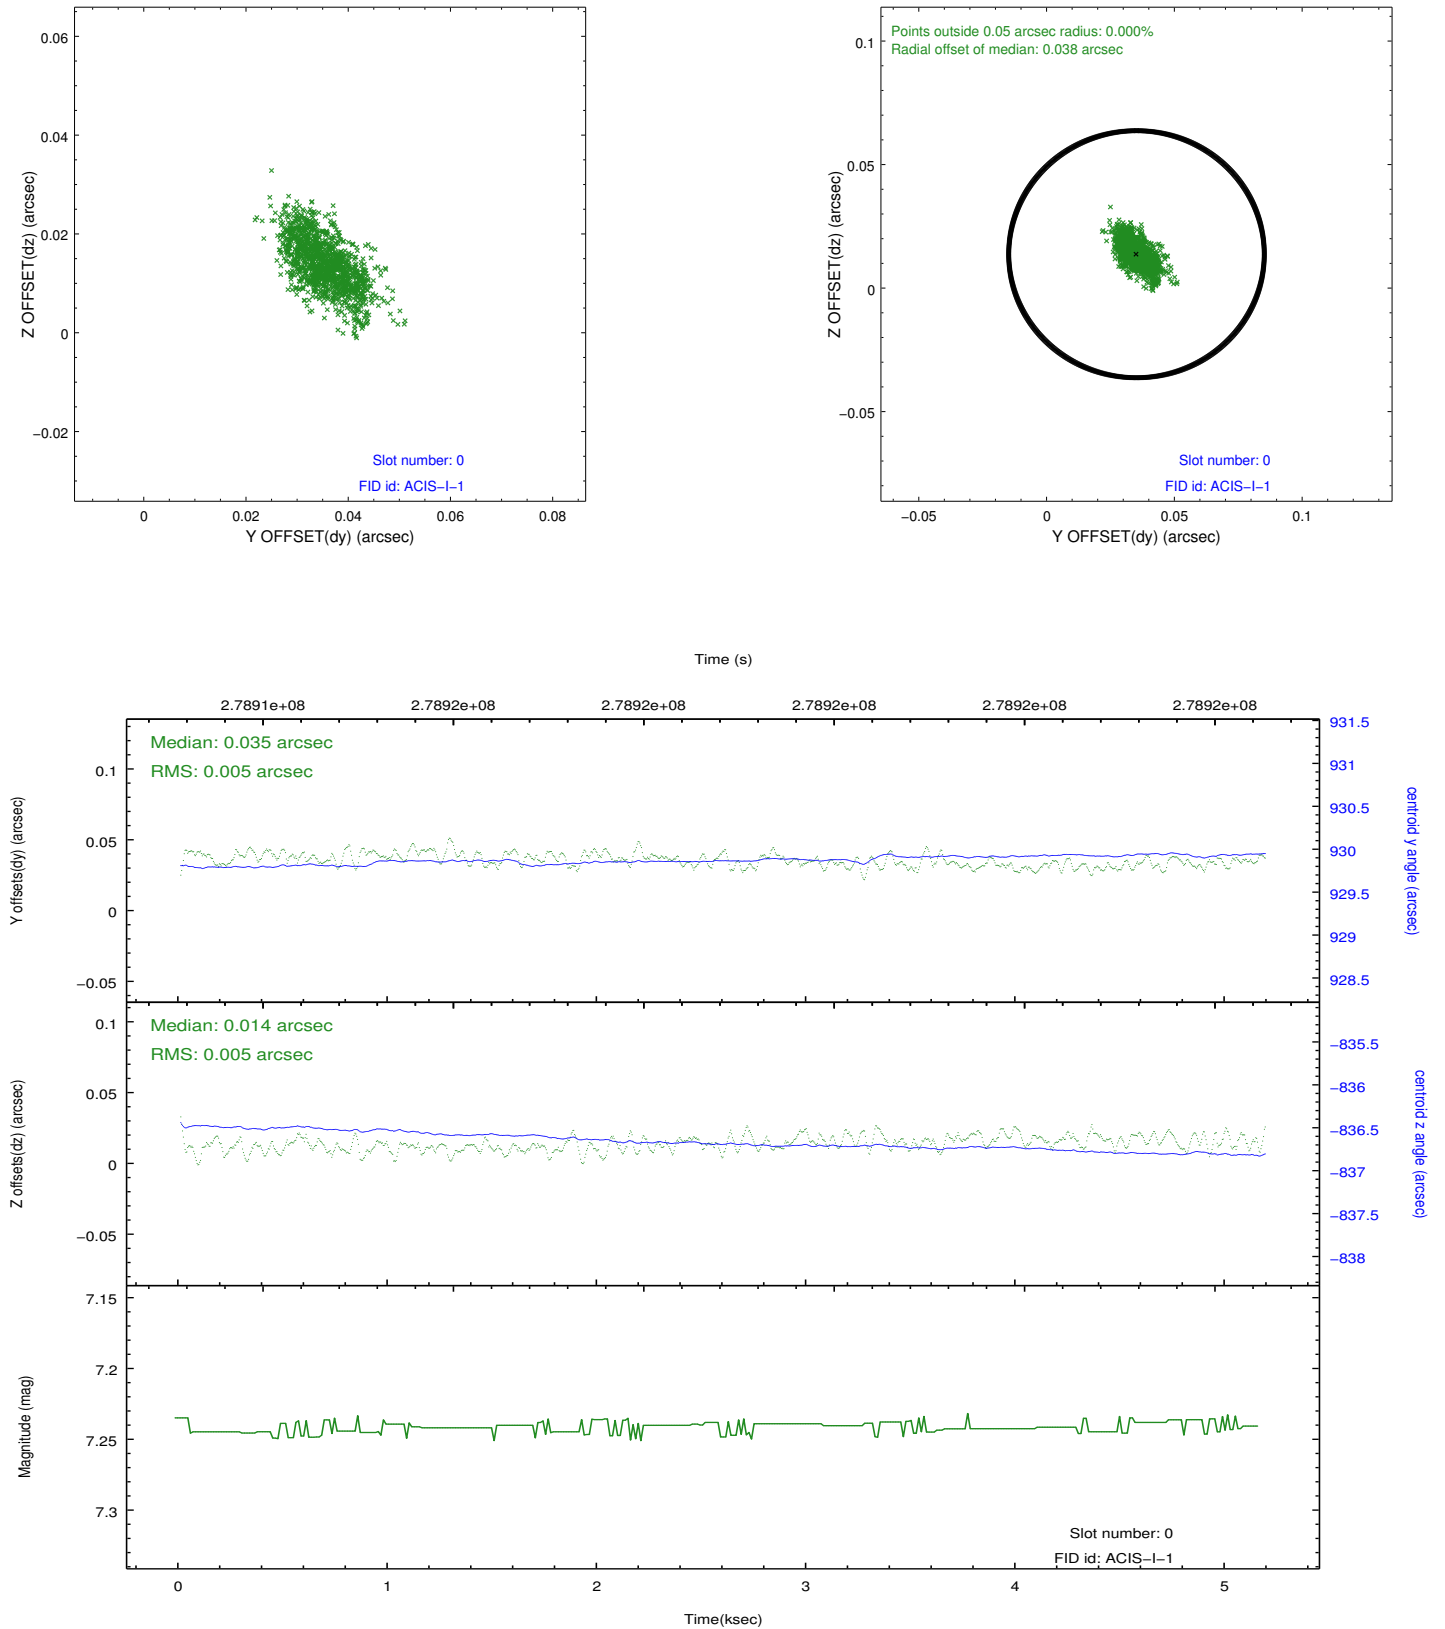 0.06
0.04
0.02
0
−0.02
Z OFFSET(dz) (arcsec)
Slot number: 0
FID id: ACIS−I−1
0 0.02 0.04 0.06 0.08
Y OFFSET(dy) (arcsec)
Points outside 0.05 arcsec radius: 0.000%
Radial offset of median: 0.038 arcsec
0.1
0.05
0
−0.05
Z OFFSET(dz) (arcsec)
Slot number: 0
FID id: ACIS−I−1
−0.05 0 0.05 0.1
Y OFFSET(dy) (arcsec)
Time (s)
2.7891e+08 2.7892e+08 2.7892e+08 2.7892e+08 2.7892e+08 2.7892e+08
Median: 0.035 arcsec
RMS: 0.005 arcsec
0.1
0.05
0
−0.05
Y offsets(dy) (arcsec)
931.5
931
930.5
930
929.5
929
928.5
centroid y angle (arcsec)
Median: 0.014 arcsec
RMS: 0.005 arcsec
0.1
0.05
0
−0.05
Z offsets(dz) (arcsec)
−835.5
−836
−836.5
−837
−837.5
−838
centroid z angle (arcsec)
7.15
7.2
7.25
7.3
Magnitude (mag)
Slot number: 0
FID id: ACIS−I−1
0 1 2 3 4 5
Time(ksec)